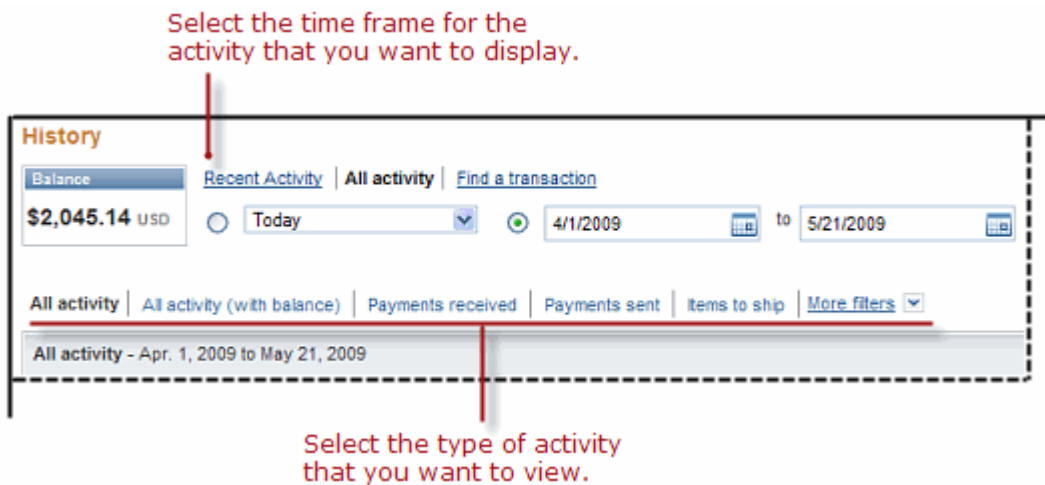 Select the time frame for the
activity that you want to display.
History
Balance
Recent Activity | All activity | Find a transaction
$2,045.14 USD
Today 4/1/2009 to 5/21/2009
All activity | All activity (with balance) | Payments received | Payments sent | Items to ship | More filters
All activity - Apr. 1, 2009 to May 21, 2009
Select the type of activity
that you want to view.